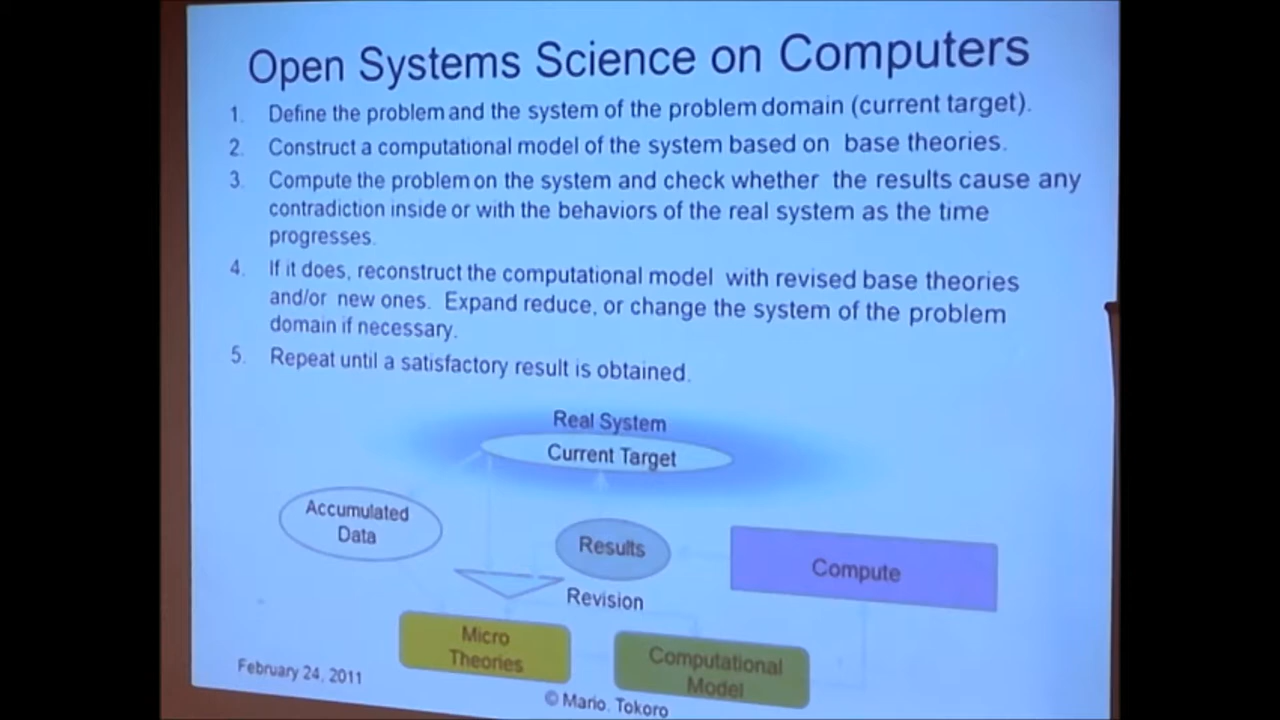 Open Systems Science on Computers
1. Define the problem and the system of the problem domain (current target).
2. Construct a computational model of the system based on base theories.
3. Compute the problem on the system and check whether the results cause any
contradiction inside or with the behaviors of the real system as the time
progresses.
4. If it does, reconstruct the computational model with revised base theories
and/or new ones. Expand reduce, or change the system of the problem
domain if necessary.
5. Repeat until a satisfactory result is obtained.
Real System
Current Target
Accumulated
Data
Results
Compute
Revision
Micro
Theories
Computational
Model
February 24, 2011
© Mario. Tokoro